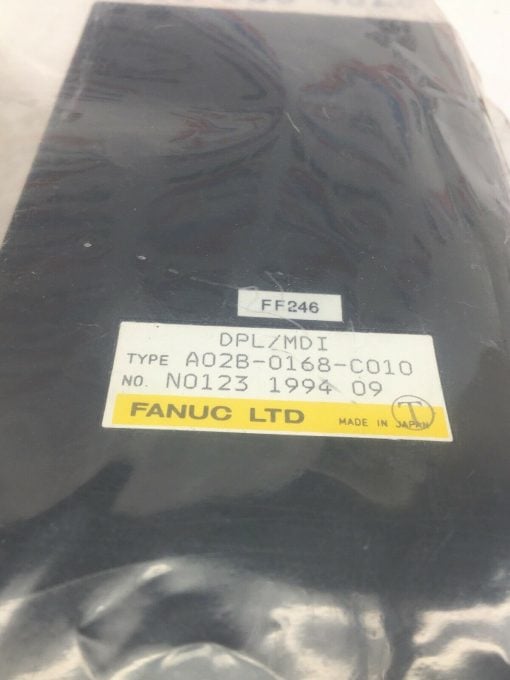 FF246
DPL/MDI
TYPE A02B-0168-C010
NO. N0123 1994 09
FANUC LTD MADE IN JAPAN T